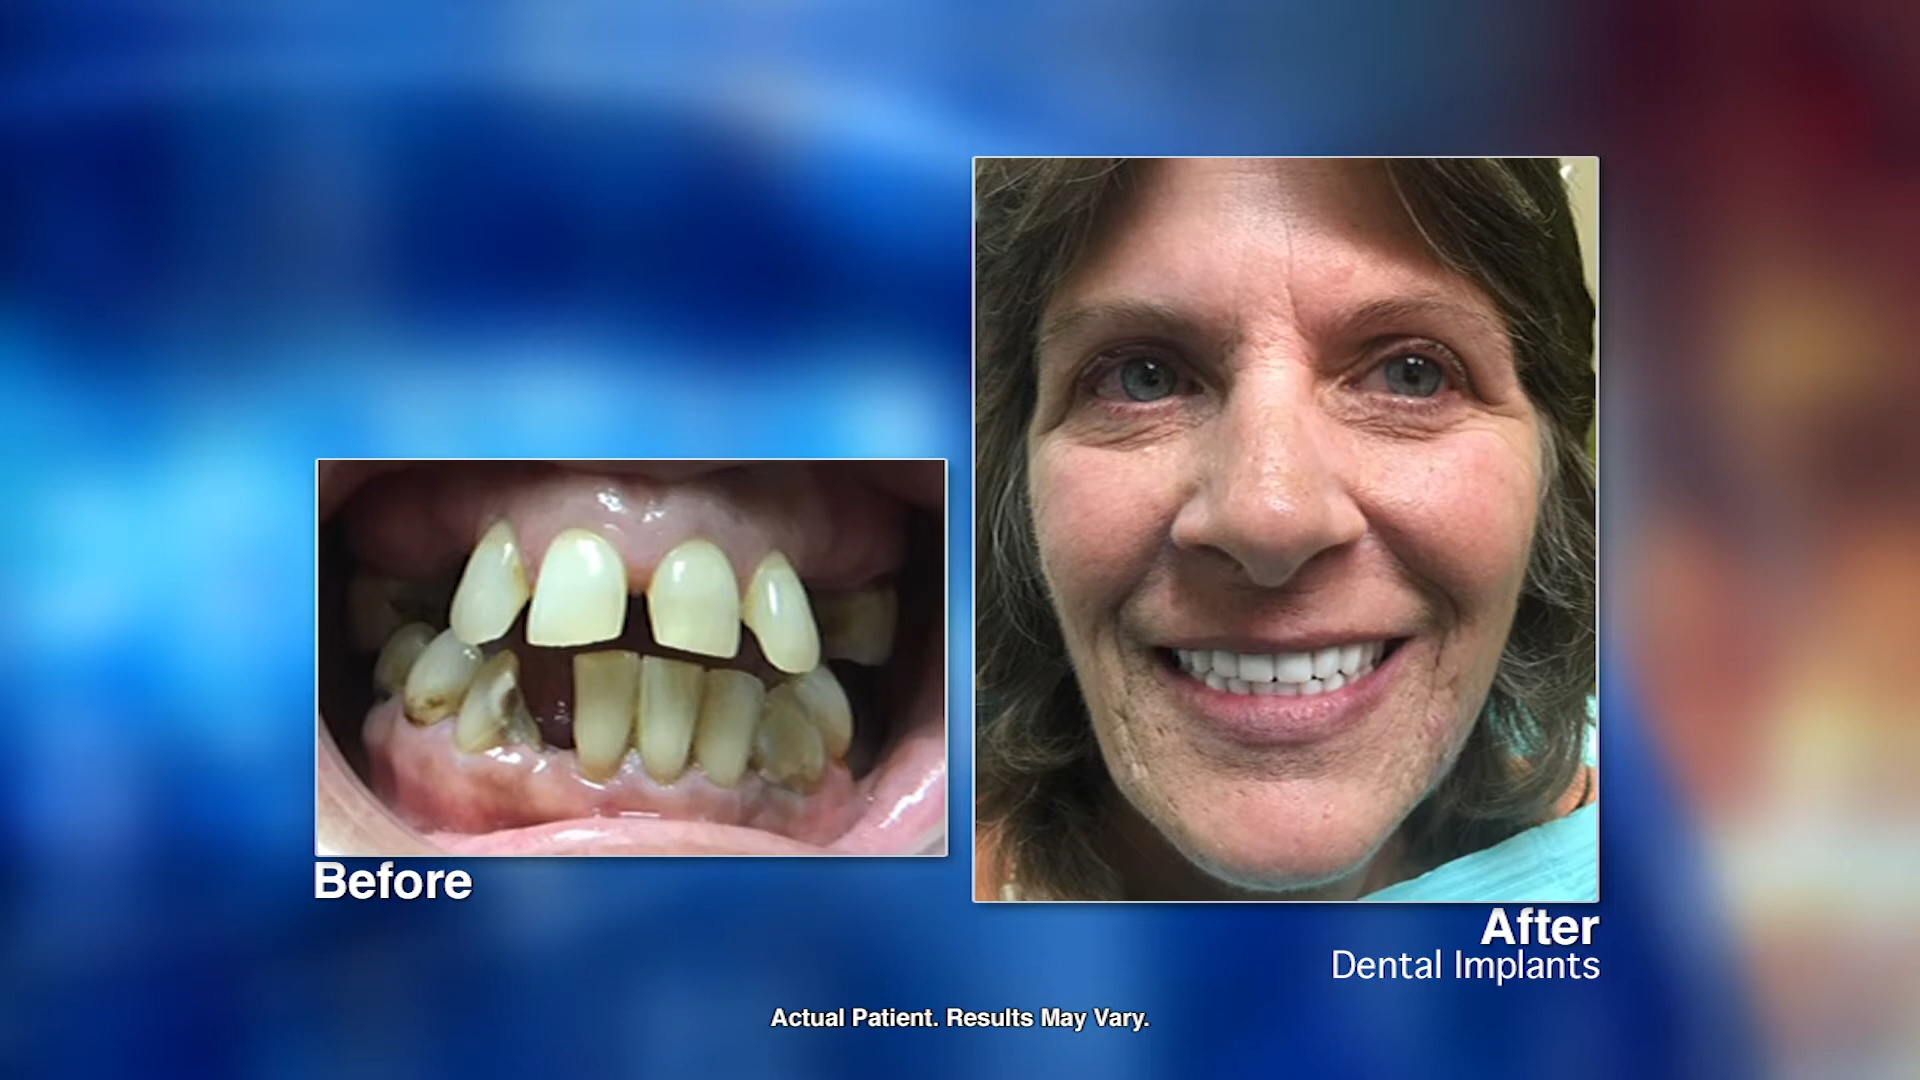 Before
After
Dental Implants
Actual Patient. Results May Vary.